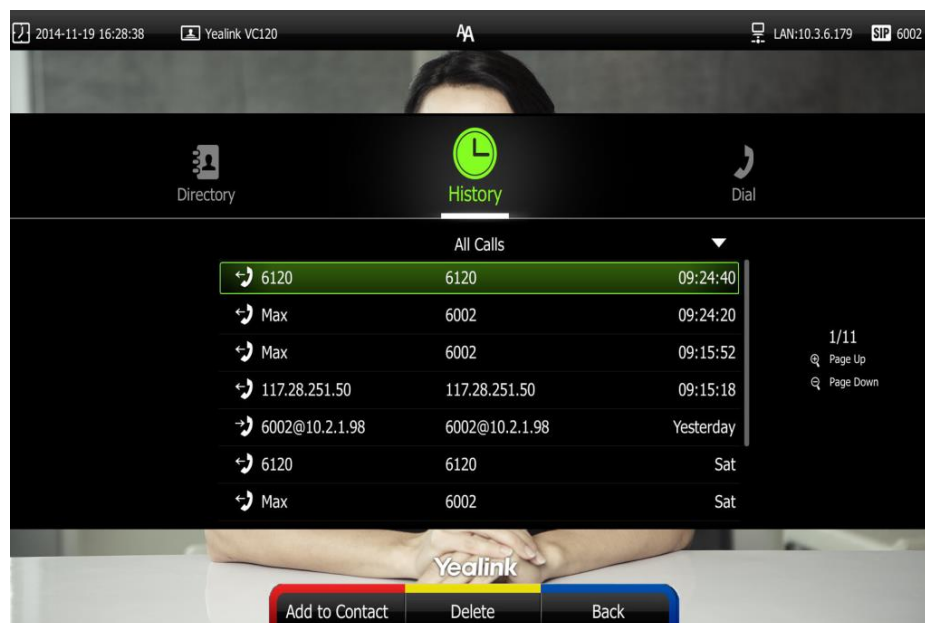 2014-11-19 16:28:38 Yealink VC120 AA LAN:10.3.6.179 SIP 6002
Directory History Dial
All Calls
6120 6120 09:24:40
Max 6002 09:24:20
Max 6002 09:15:52
117.28.251.50 117.28.251.50 09:15:18
6002@10.2.1.98 6002@10.2.1.98 Yesterday
6120 6120 Sat
Max 6002 Sat
1/11
Page Up
Page Down
Yealink
Add to Contact Delete Back